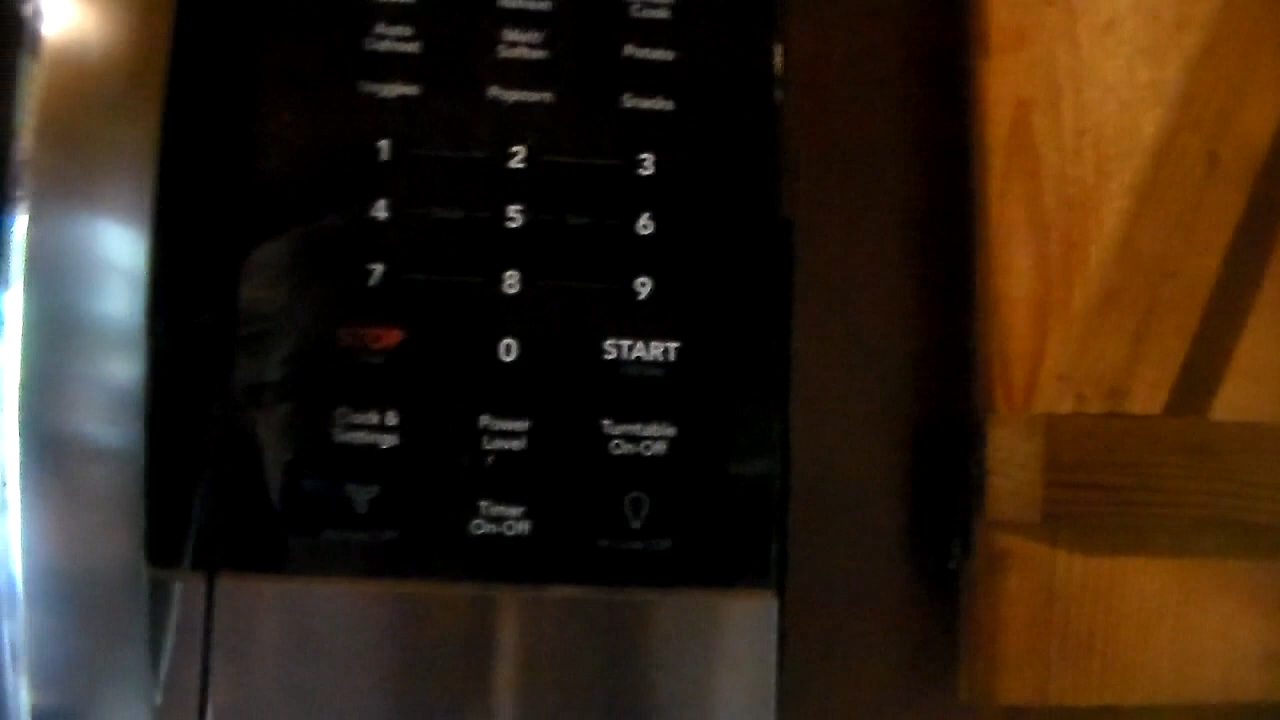 Cook
Auto Defrost
Melt/ Soften
Potato
Veggies
Popcorn
Snacks
1
2
3
4
5
6
7
8
9
STOP
0
START
Clock & Settings
Power Level
Turntable On-Off
Timer On-Off